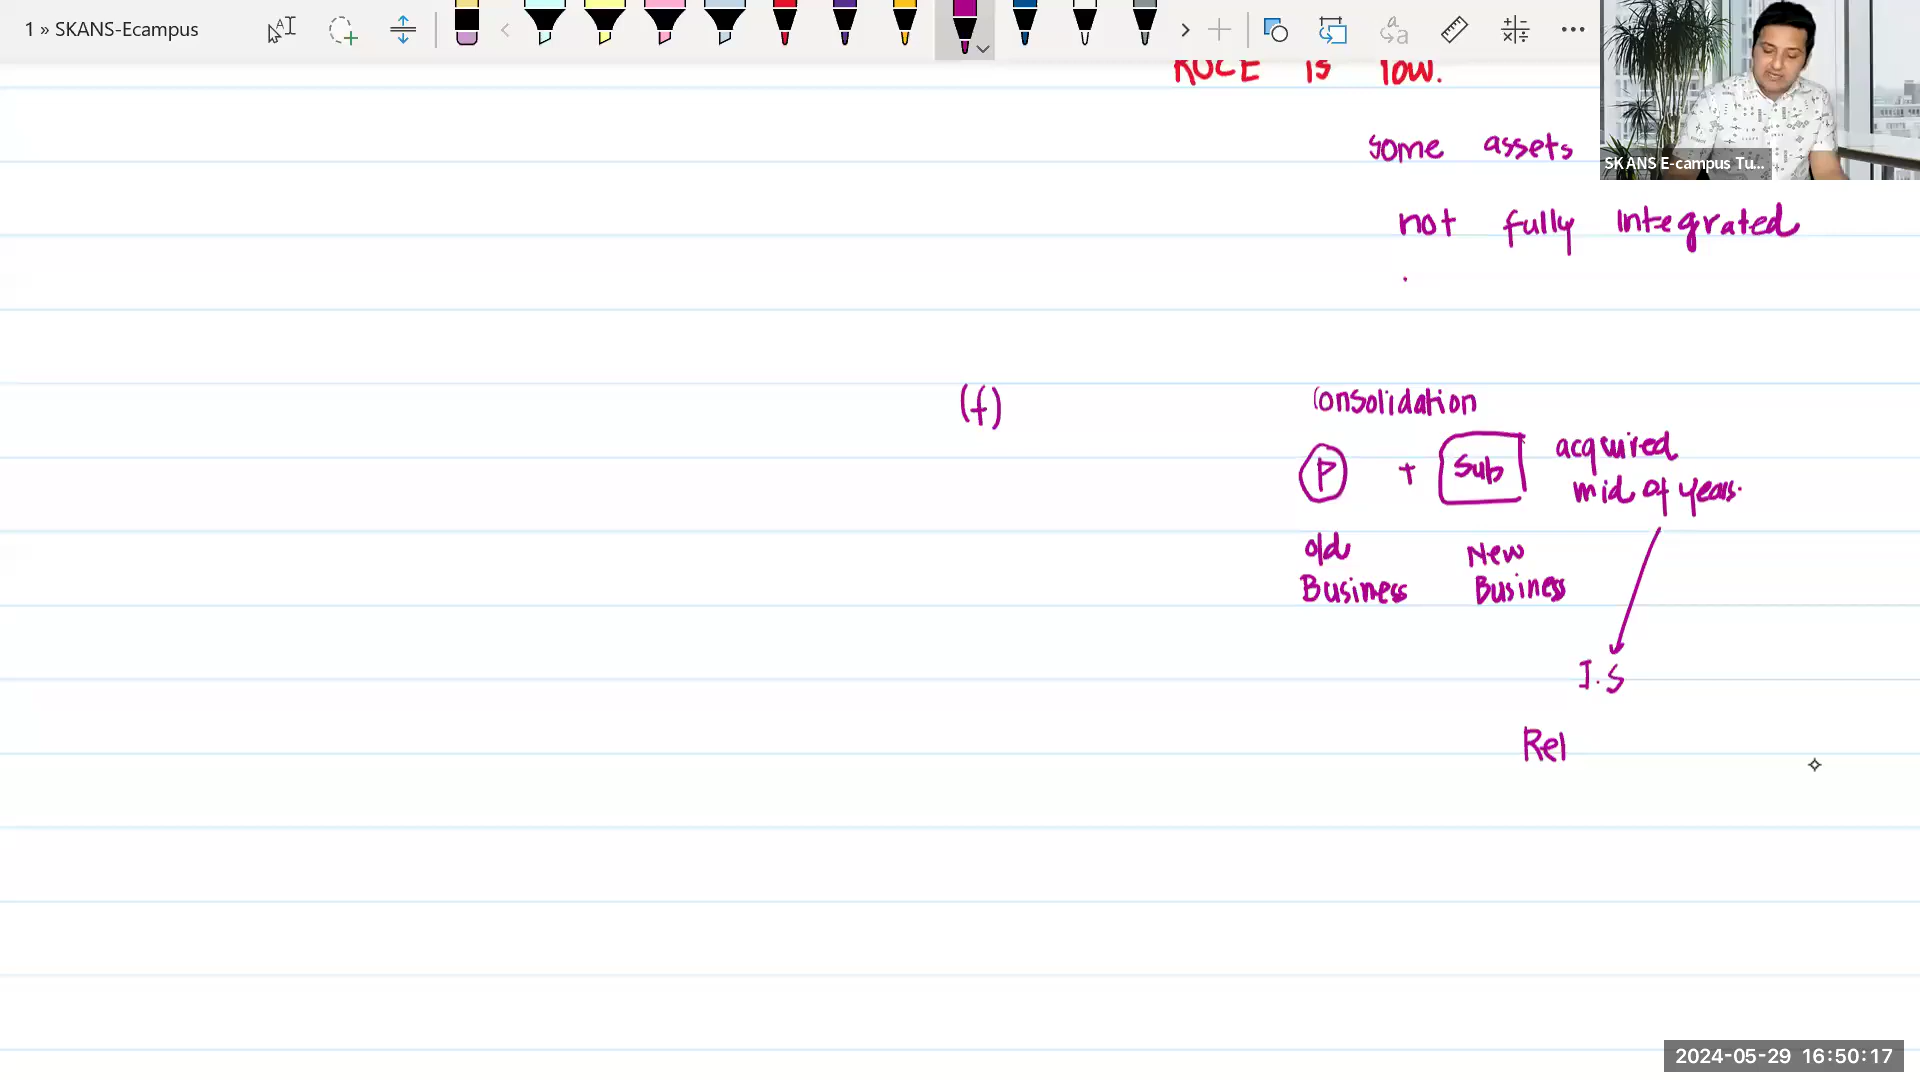 1 » SKANS-Ecampus
ROCE is low.
some assets
SKANS E-campus Tu...
not fully integrated
(f)
Consolidation
P + Sub
acquired
mid of years.
old
Business
New
Business
I.S
Rel
2024-05-29 16:50:17